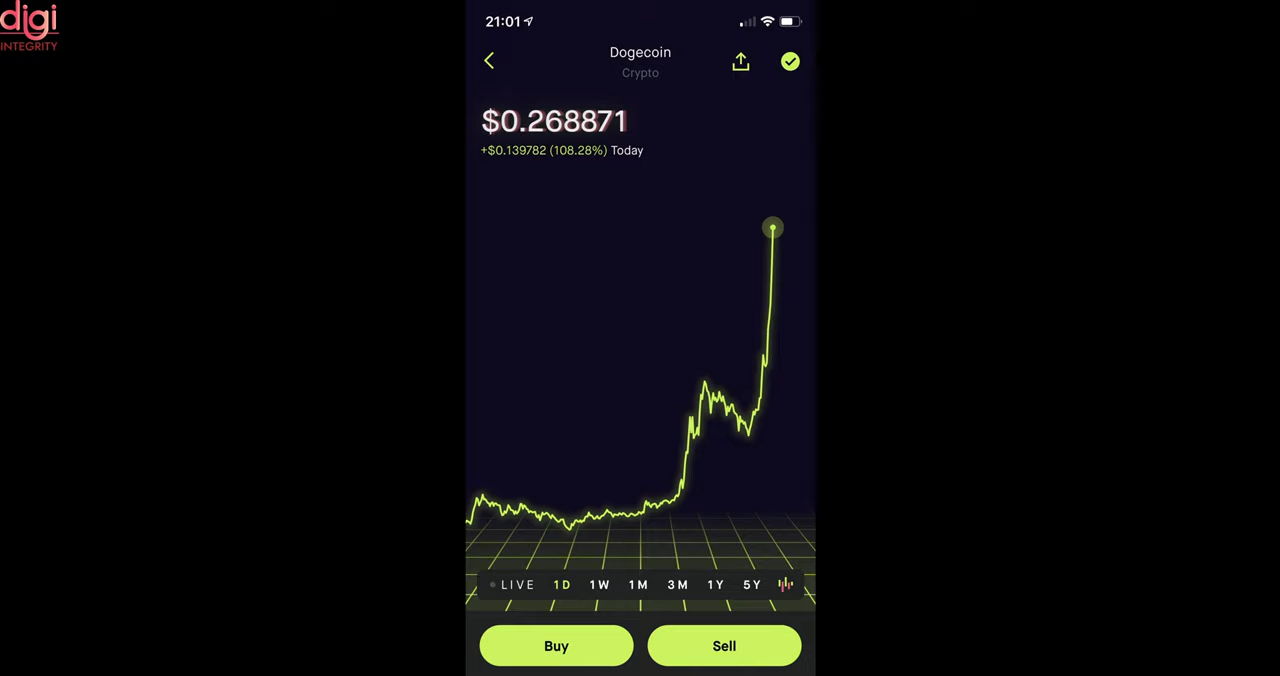 digi
INTEGRITY
21:01
Dogecoin
Crypto
$0.268871
+$0.139782 (108.28%) Today
LIVE 1D 1W 1M 3M 1Y 5Y
Buy Sell